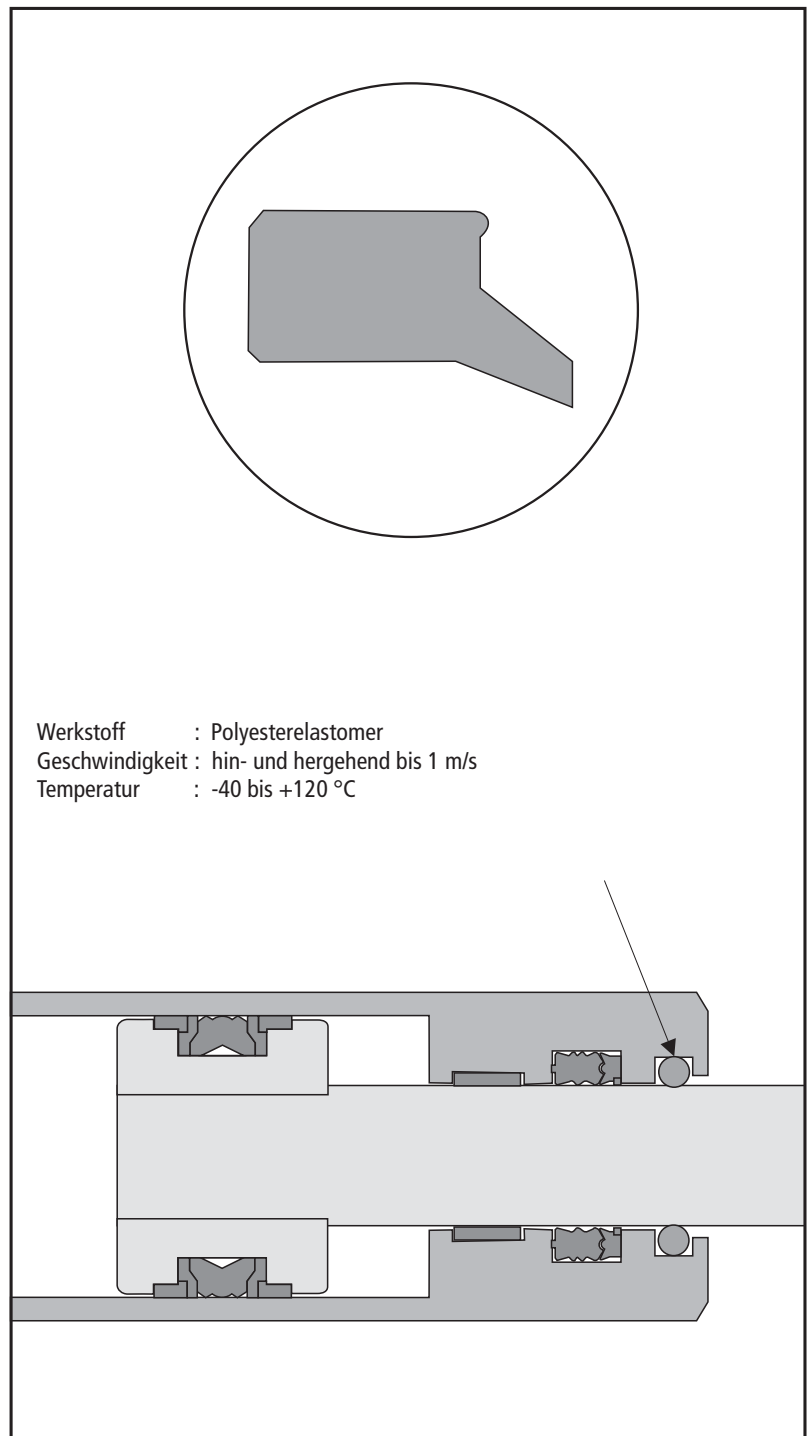 Werkstoff : Polyesterelastomer
Geschwindigkeit : hin- und hergehend bis 1 m/s
Temperatur : -40 bis +120 °C